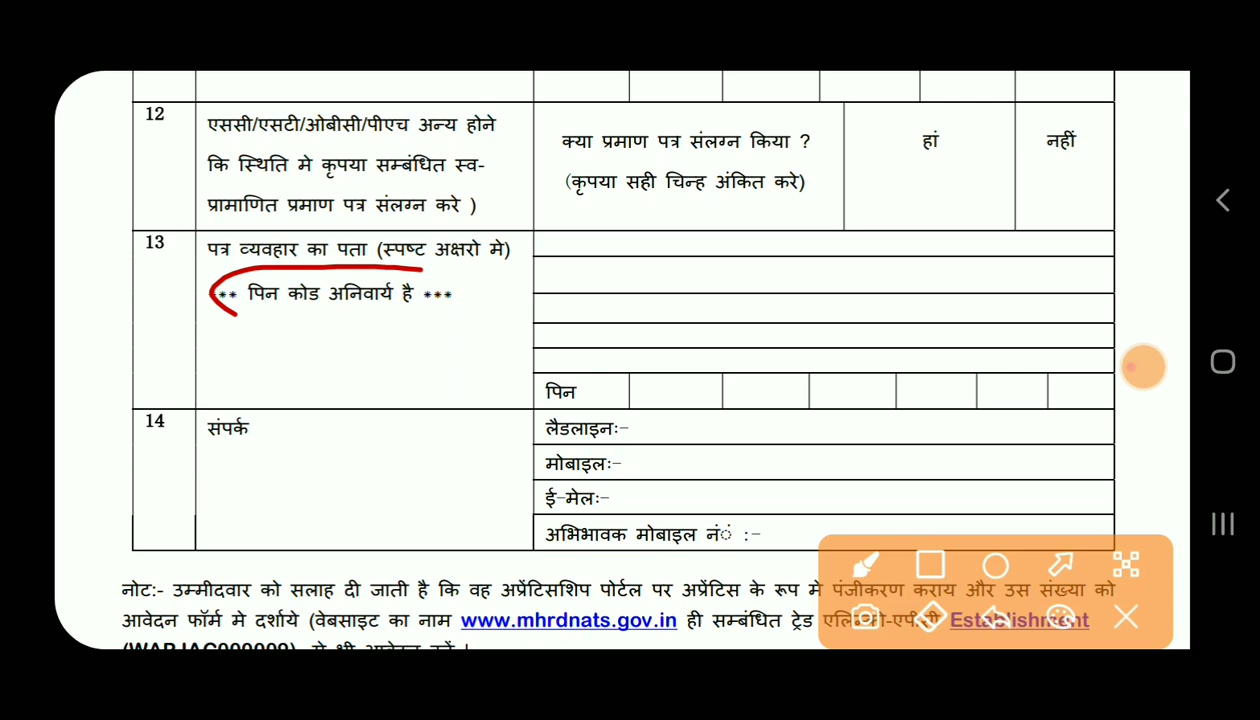 12
एससी/एसटी/ओबीसी/पीएच अन्य होने
कि स्थिति मे कृपया सम्बंधित स्व-
प्रामाणित प्रमाण पत्र संलग्न करे )
क्या प्रमाण पत्र संलग्न किया ?
(कृपया सही चिन्ह अंकित करे)
हां
नहीं
13
पत्र व्यवहार का पता (स्पष्ट अक्षरो मे)
*** पिन कोड अनिवार्य है ***
पिन
14
संपर्क
लैडलाइनः-
मोबाइलः-
ई-मेलः-
अभिभावक मोबाइल नंं :-
नोटः- उम्मीदवार को सलाह दी जाती है कि वह अप्रेंटिसशिप पोर्टल पर अप्रेंटिस के रूप मे पंजीकरण कराय और उस संख्या को
आवेदन फॉर्म मे दर्शाये (वेबसाइट का नाम www.mhrdnats.gov.in ही सम्बंधित ट्रेड Establishment